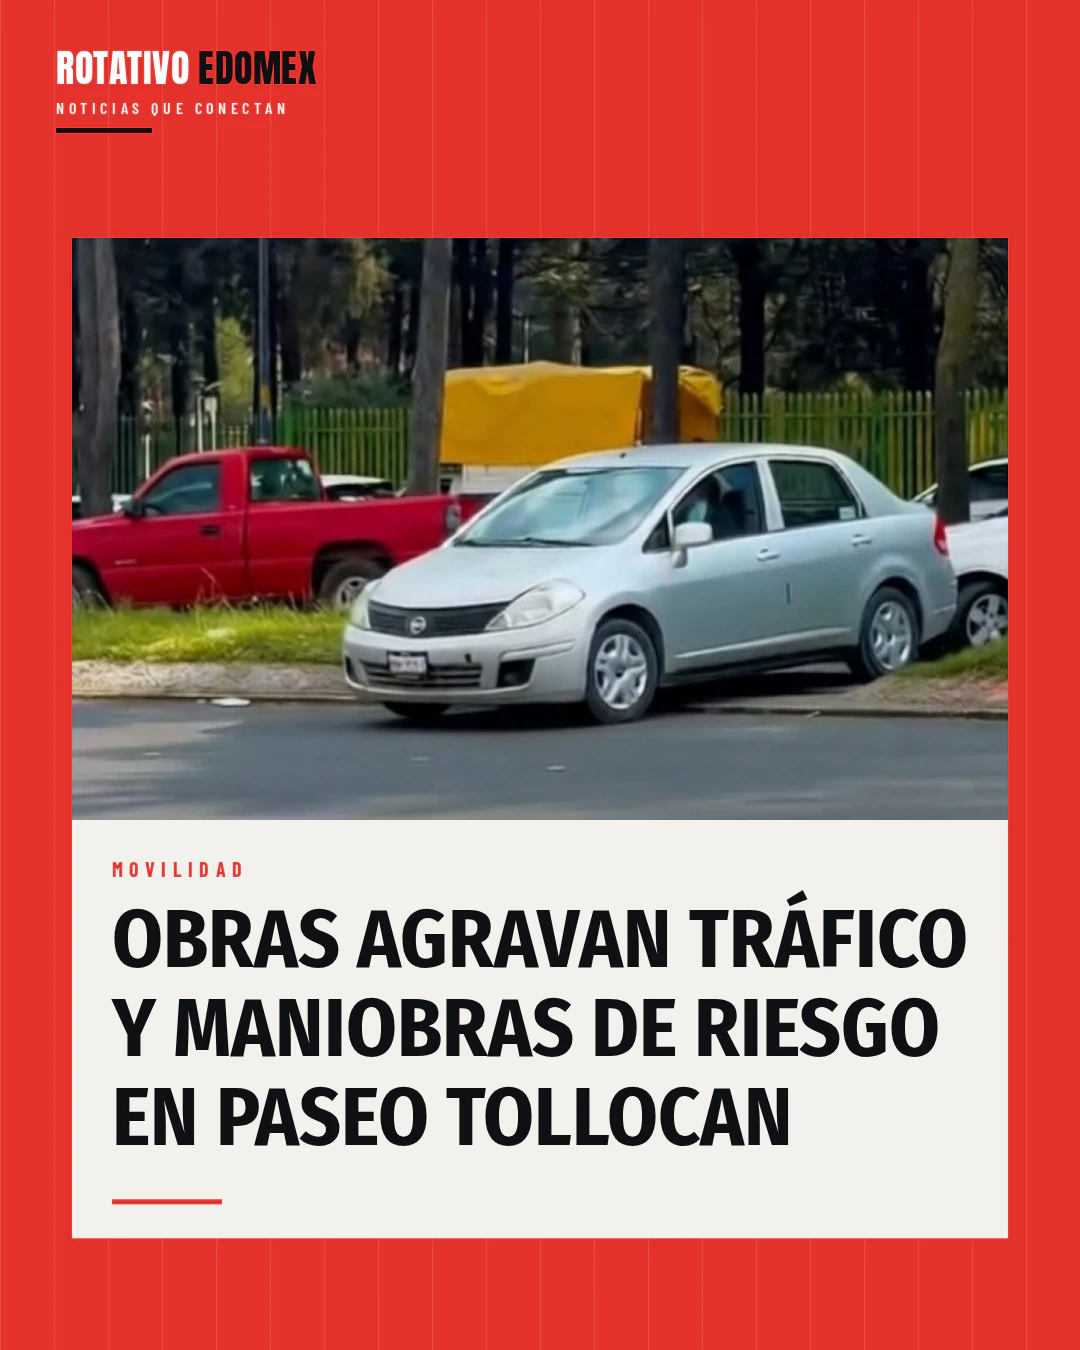 ROTATIVO EDOMEX
NOTICIAS QUE CONECTAN
MOVILIDAD
OBRAS AGRAVAN TRÁFICO
Y MANIOBRAS DE RIESGO
EN PASEO TOLLOCAN